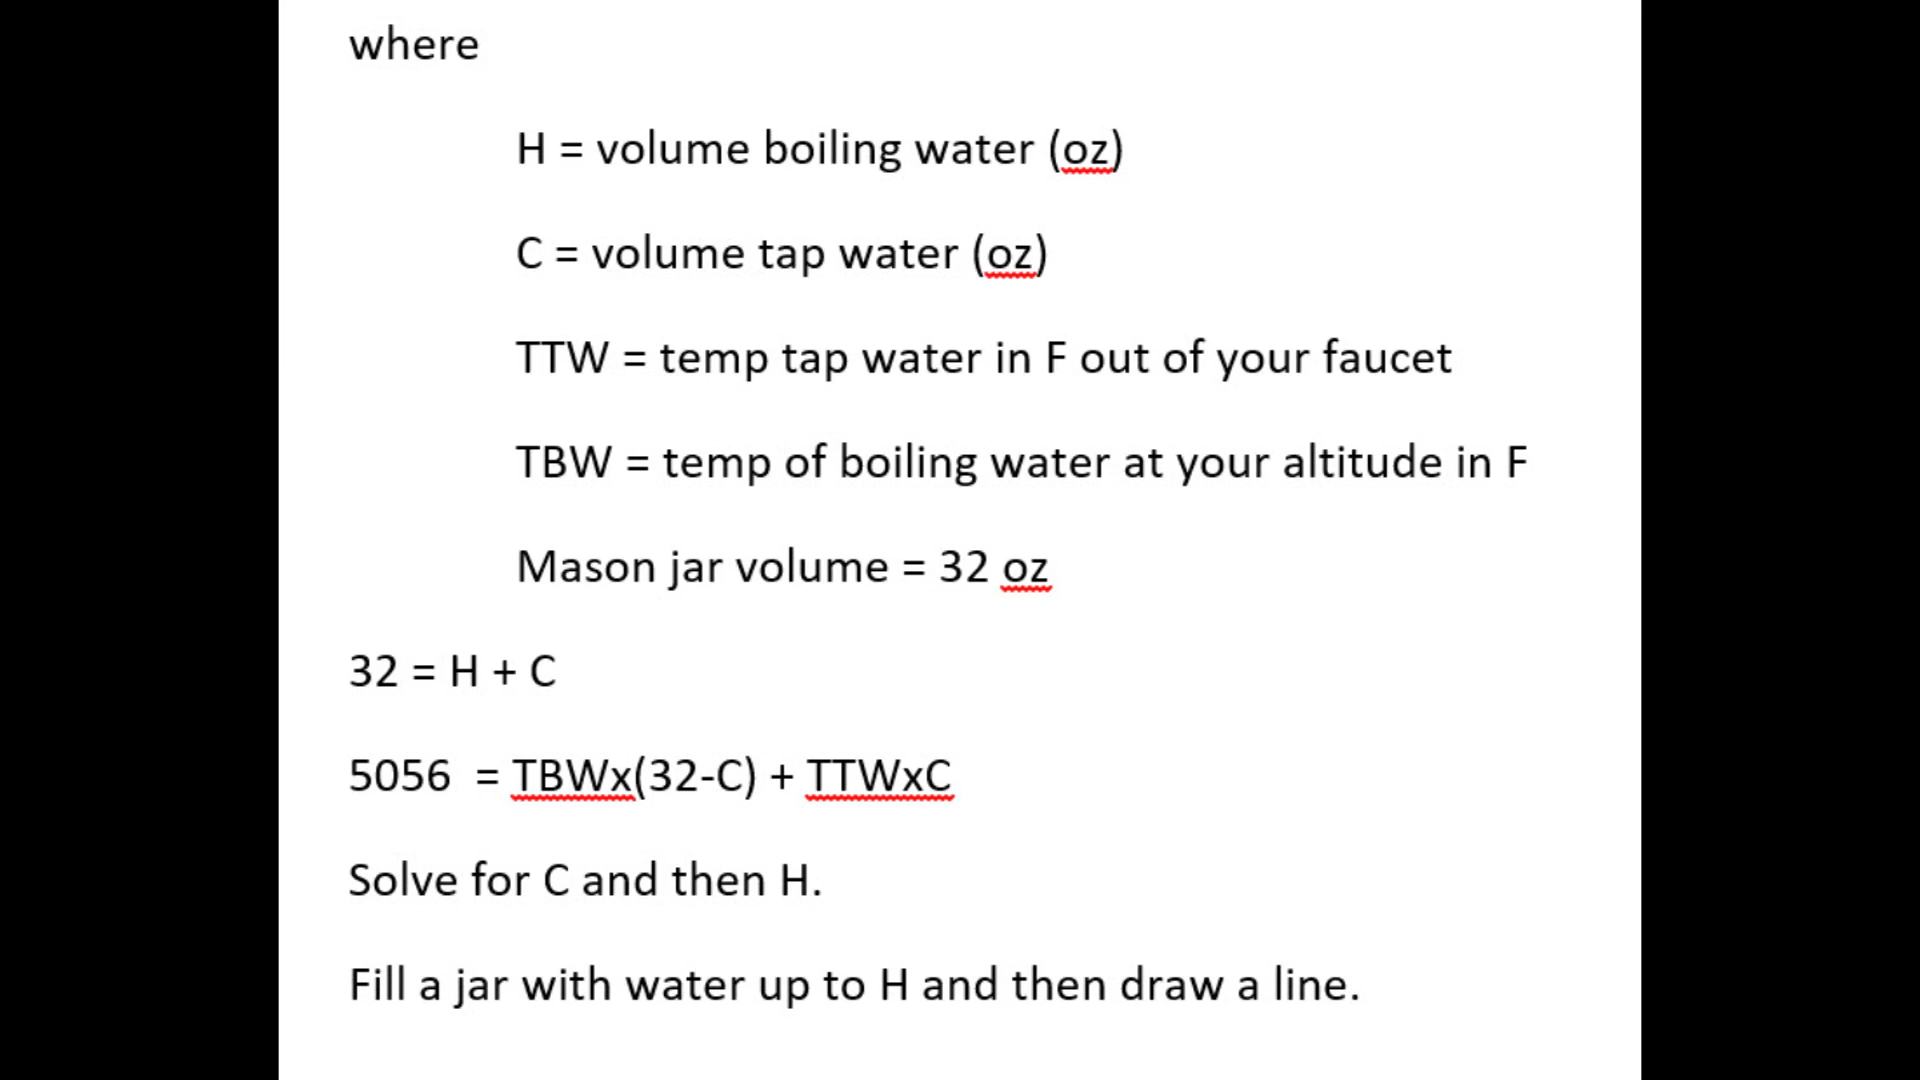 where
H = volume boiling water (oz)
C = volume tap water (oz)
TTW = temp tap water in F out of your faucet
TBW = temp of boiling water at your altitude in F
Mason jar volume = 32 oz
32 = H + C
5056 = TBWx(32-C) + TTWxC
Solve for C and then H.
Fill a jar with water up to H and then draw a line.